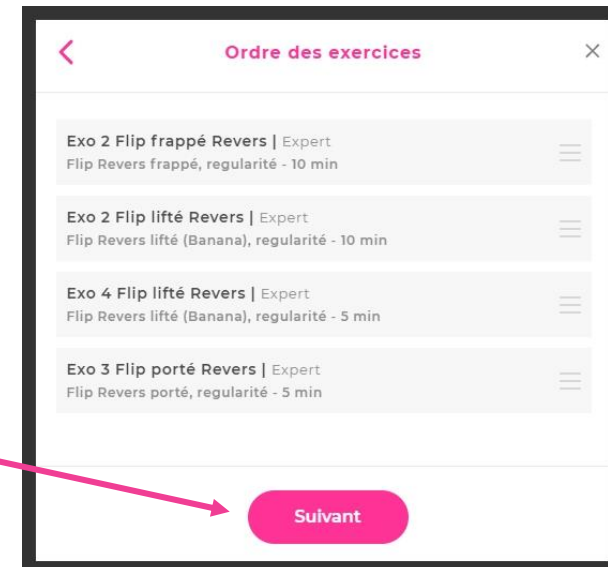 Ordre des exercices
Exo 2 Flip frappé Revers | Expert
Flip Revers frappé, regularité - 10 min
Exo 2 Flip lifté Revers | Expert
Flip Revers lifté (Banana), regularité - 10 min
Exo 4 Flip lifté Revers | Expert
Flip Revers lifté (Banana), regularité - 5 min
Exo 3 Flip porté Revers | Expert
Flip Revers porté, regularité - 5 min
Suivant